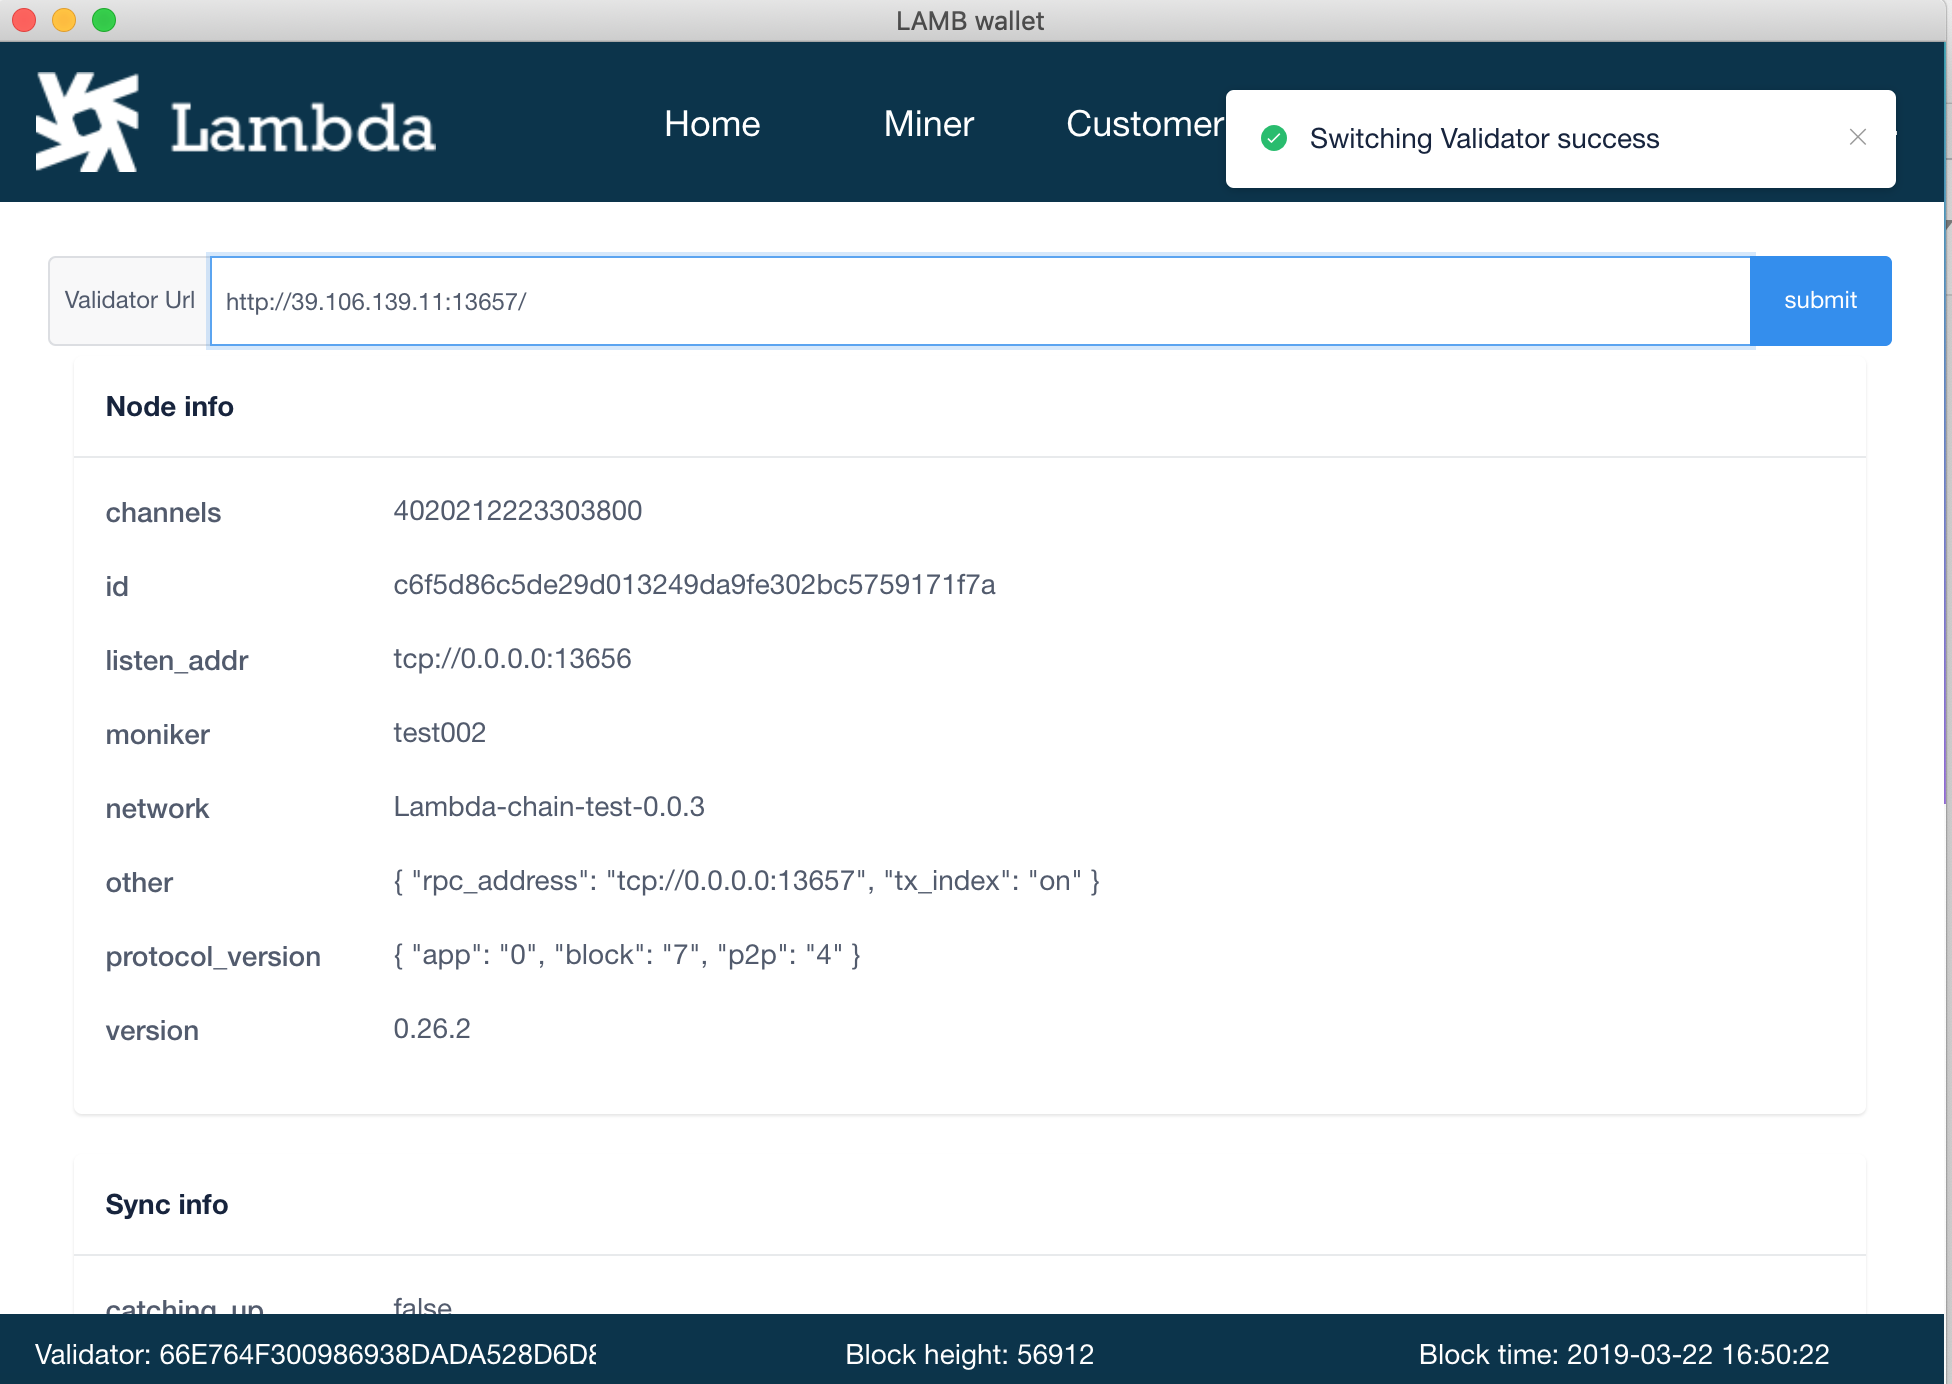 LAMB wallet
Lambda
Home
Miner
Customer
Switching Validator success
Validator Url
http://39.106.139.11:13657/
submit
Node info
channels 4020212223303800
id c6f5d86c5de29d013249da9fe302bc5759171f7a
listen_addr tcp://0.0.0.0:13656
moniker test002
network Lambda-chain-test-0.0.3
other { "rpc_address": "tcp://0.0.0.0:13657", "tx_index": "on" }
protocol_version { "app": "0", "block": "7", "p2p": "4" }
version 0.26.2
Sync info
catching_up false
Validator: 66E764F300986938DADA528D6D8
Block height: 56912
Block time: 2019-03-22 16:50:22